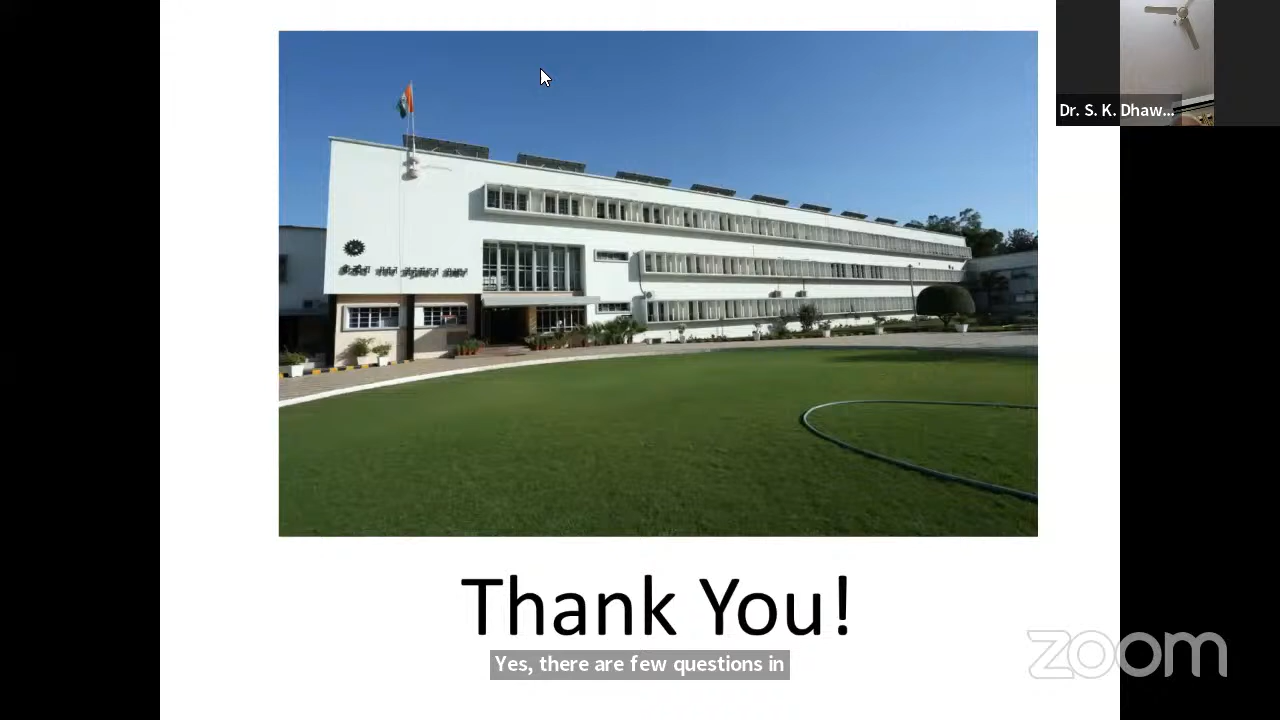 Dr. S. K. Dhaw...
Thank You!
Yes, there are few questions in
zoom